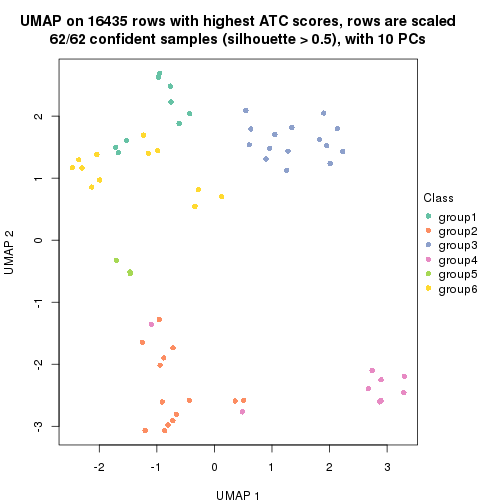 UMAP on 16435 rows with highest ATC scores, rows are scaled
62/62 confident samples (silhouette > 0.5), with 10 PCs
2
1
0
-1
-2
-3
UMAP 2
-2
-1
0
1
2
3
UMAP 1
Class
group1
group2
group3
group4
group5
group6